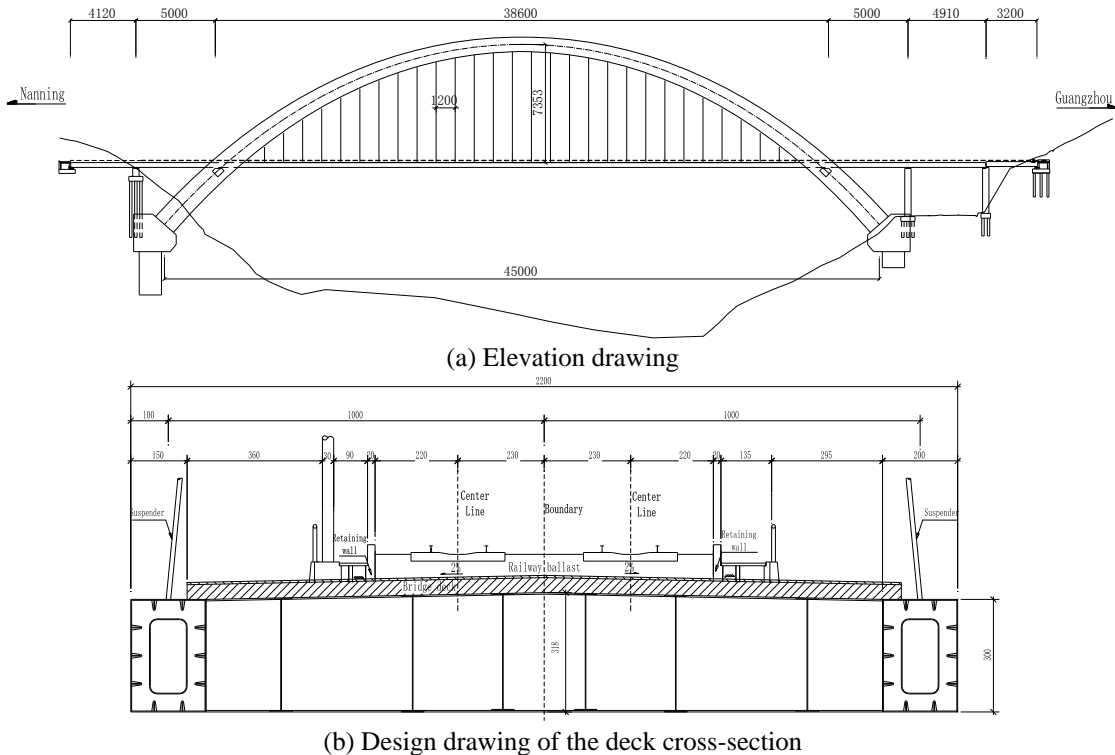 4120 5000 38600 5000 4910 3200
Nanning
1200
7353
Guangzhou
45000
(a) Elevation drawing
2200
100 1000 1000
150 360 30 90 20 220 230 230 220 20 135 295 200
Suspender
Center
Line
Boundary
Center
Line
Suspender
Retaining
wall
Retaining
wall
Railway ballast
2%
2%
Bridge deck
318
300
(b) Design drawing of the deck cross-section